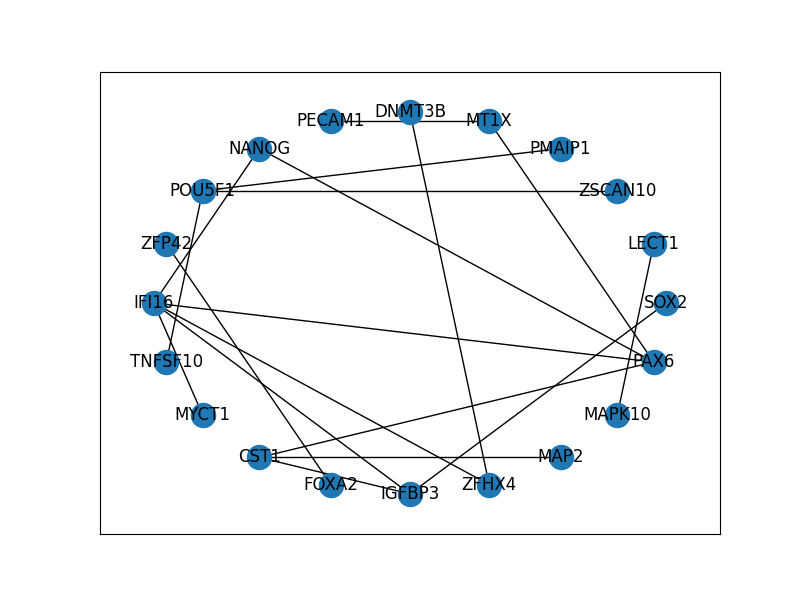 DNMT3B
PECAM1
MT1X
NANOG
PMAIP1
POU5F1
ZSCAN10
ZFP42
LECT1
IFI16
SOX2
TNFSF10
PAX6
MYCT1
MAPK10
CST1
MAP2
FOXA2
ZFHX4
IGFBP3